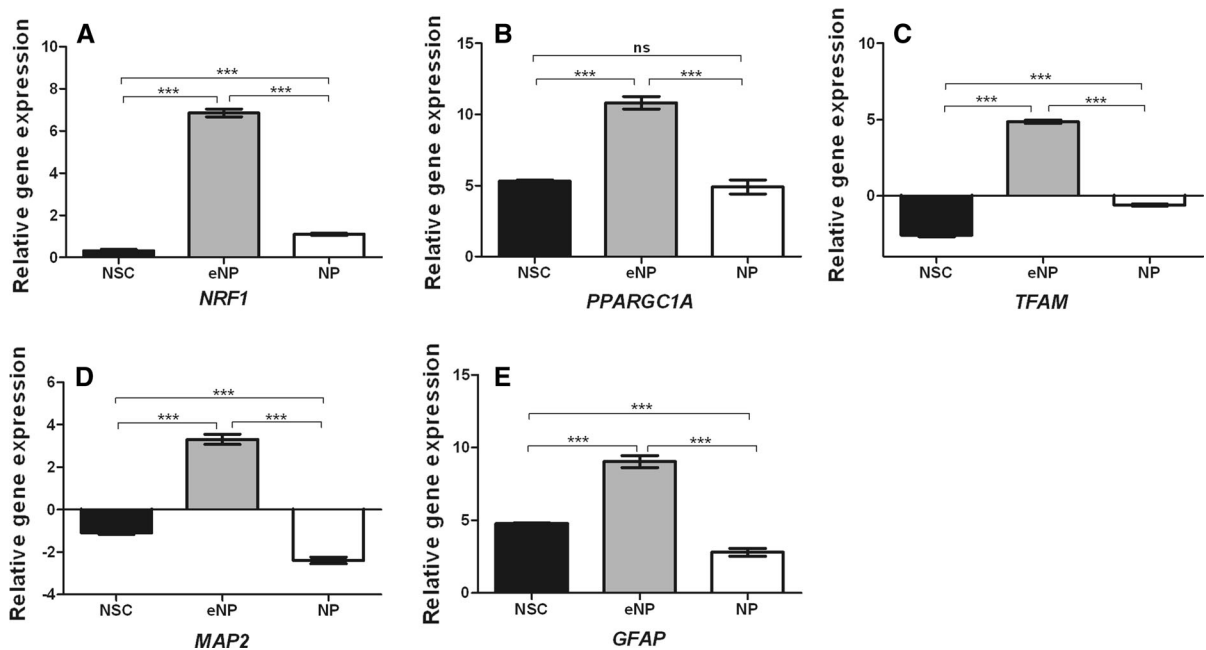 A
Relative gene expression
10
8
6
4
2
0
***
*** ***
NSC eNP NP
NRF1
B
Relative gene expression
15
10
5
0
ns
*** ***
NSC eNP NP
PPARGC1A
C
Relative gene expression
10
5
0
***
*** ***
NSC eNP NP
TFAM
D
Relative gene expression
6
4
2
0
-2
-4
***
*** ***
NSC eNP NP
MAP2
E
Relative gene expression
15
10
5
0
***
*** ***
NSC eNP NP
GFAP